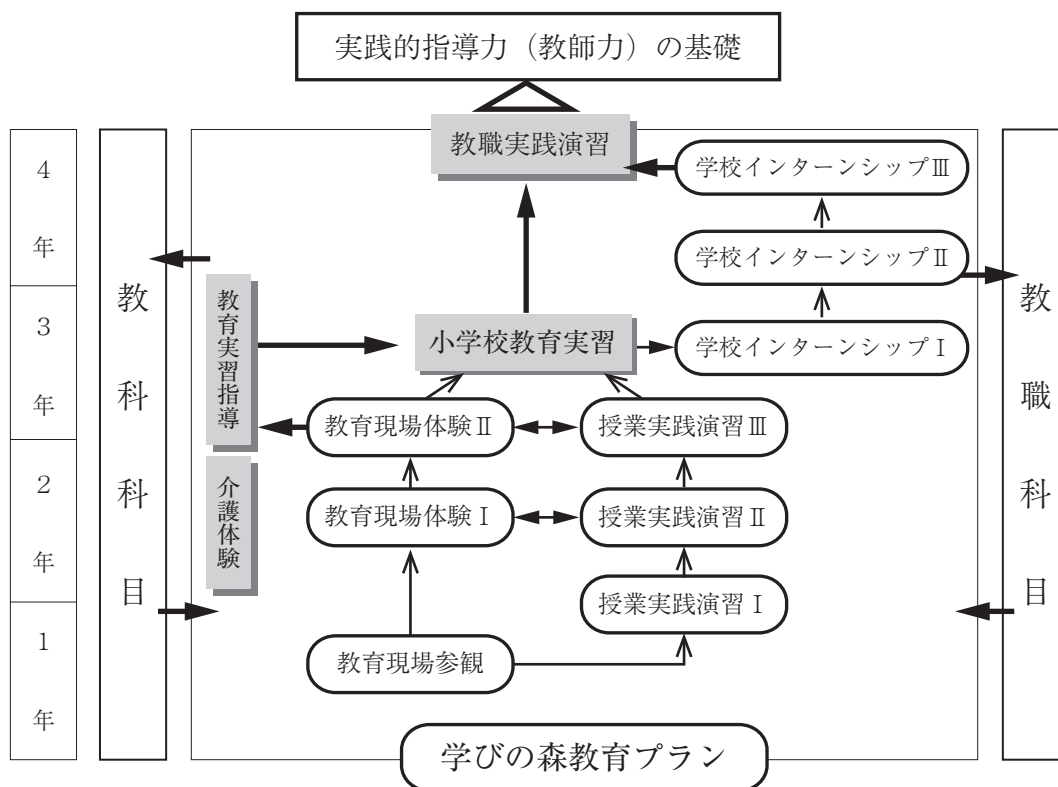 実践的指導力（教師力）の基礎
教職実践演習
学校インターンシップⅢ
4年
学校インターンシップⅡ
教科目
教職科目
3年
教育実習指導
小学校教育実習
学校インターンシップⅠ
教育現場体験Ⅱ
授業実践演習Ⅲ
2年
介護体験
教育現場体験Ⅰ
授業実践演習Ⅱ
授業実践演習Ⅰ
1年
教育現場参観
学びの森教育プラン